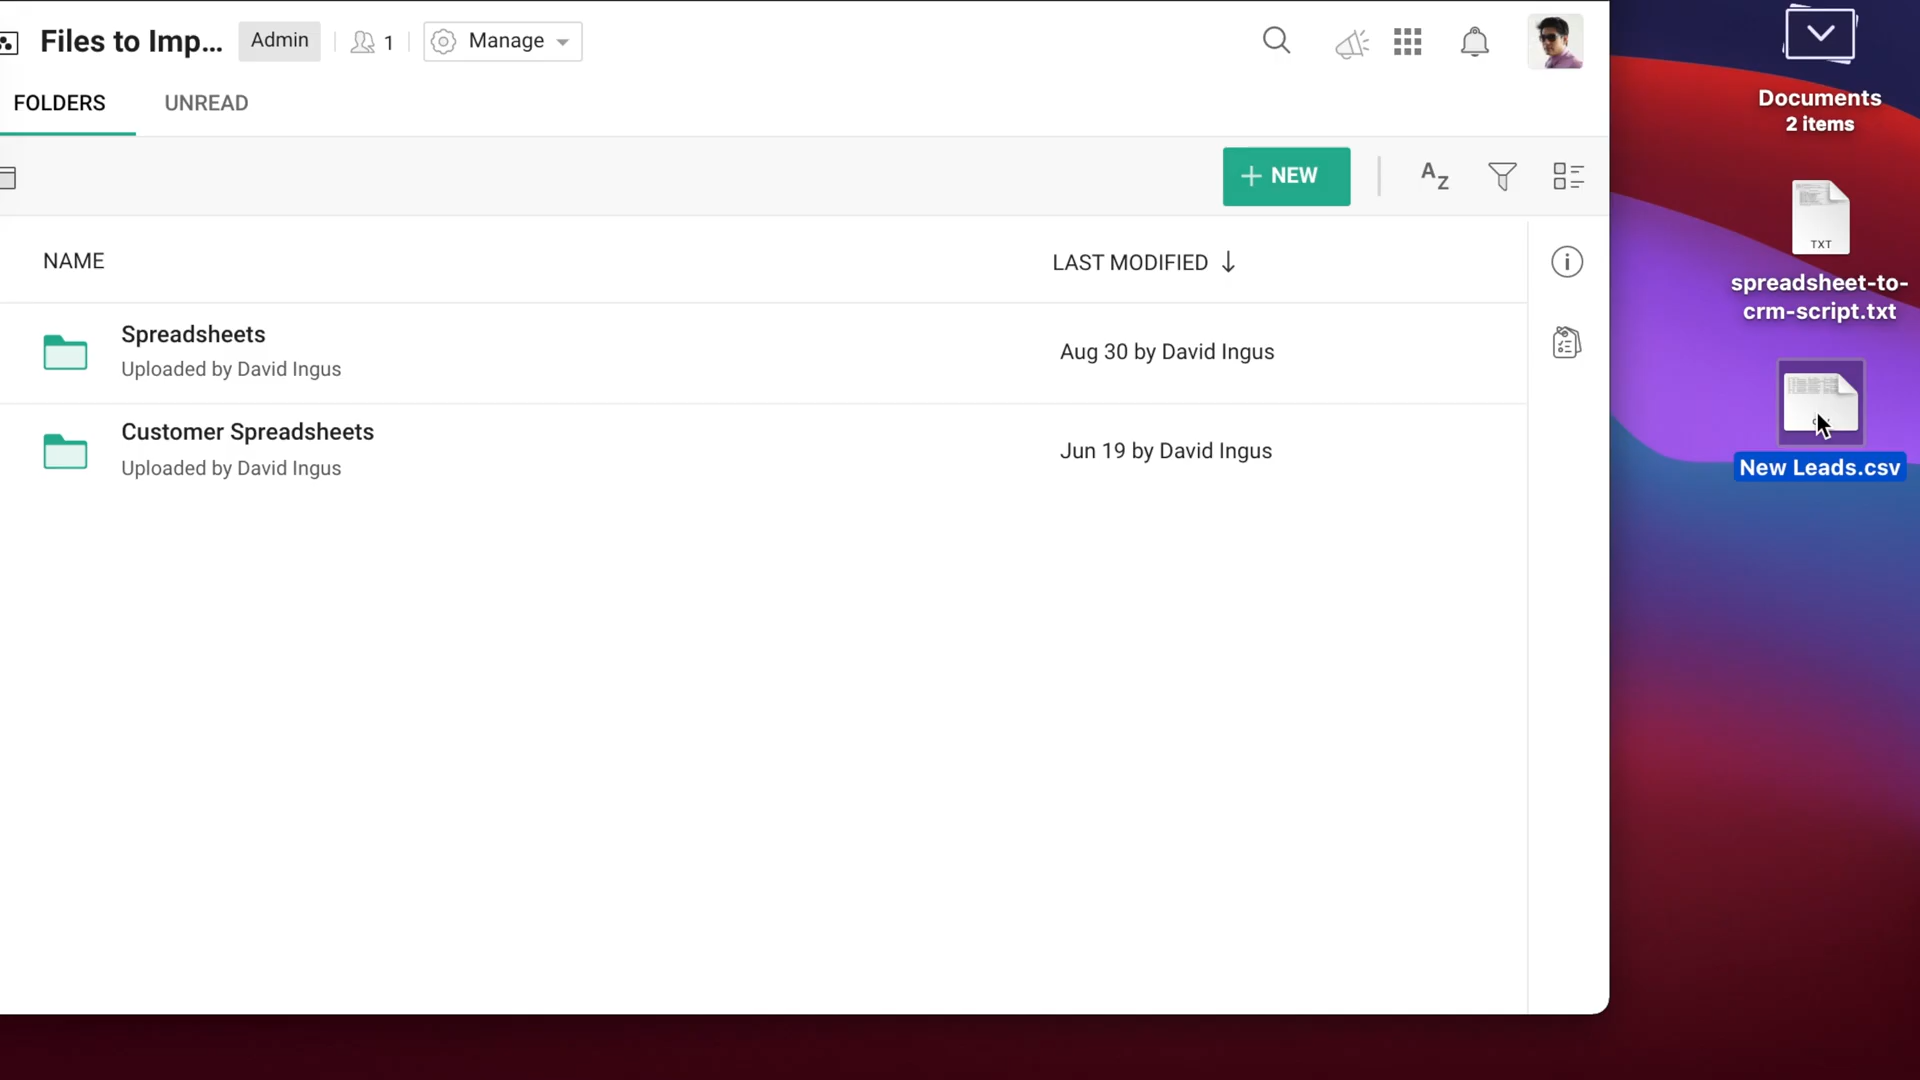 Files to Imp...
Admin
1
Manage
FOLDERS
UNREAD
+ NEW
AZ
NAME
LAST MODIFIED ↓
Spreadsheets
Uploaded by David Ingus
Aug 30 by David Ingus
Customer Spreadsheets
Uploaded by David Ingus
Jun 19 by David Ingus
Documents
2 items
TXT
spreadsheet-to-
crm-script.txt
New Leads.csv